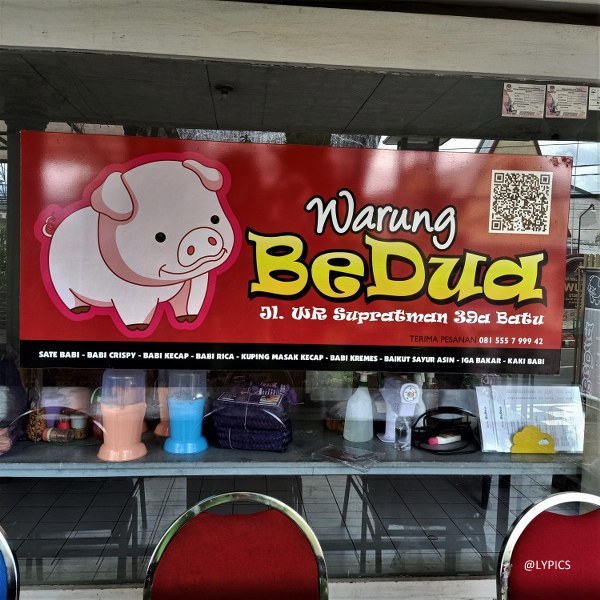 Warung
BeDua
Jl. WR Supratman 39a Batu
TERIMA PESANAN 081 555 7 999 42
SATE BABI - BABI CRISPY - BABI KECAP - BABI RICA - KUPING MASAK KECAP - BABI KREMES - BAIKUT SAYUR ASIN - IGA BAKAR - KAKI BABI
@LYPICS